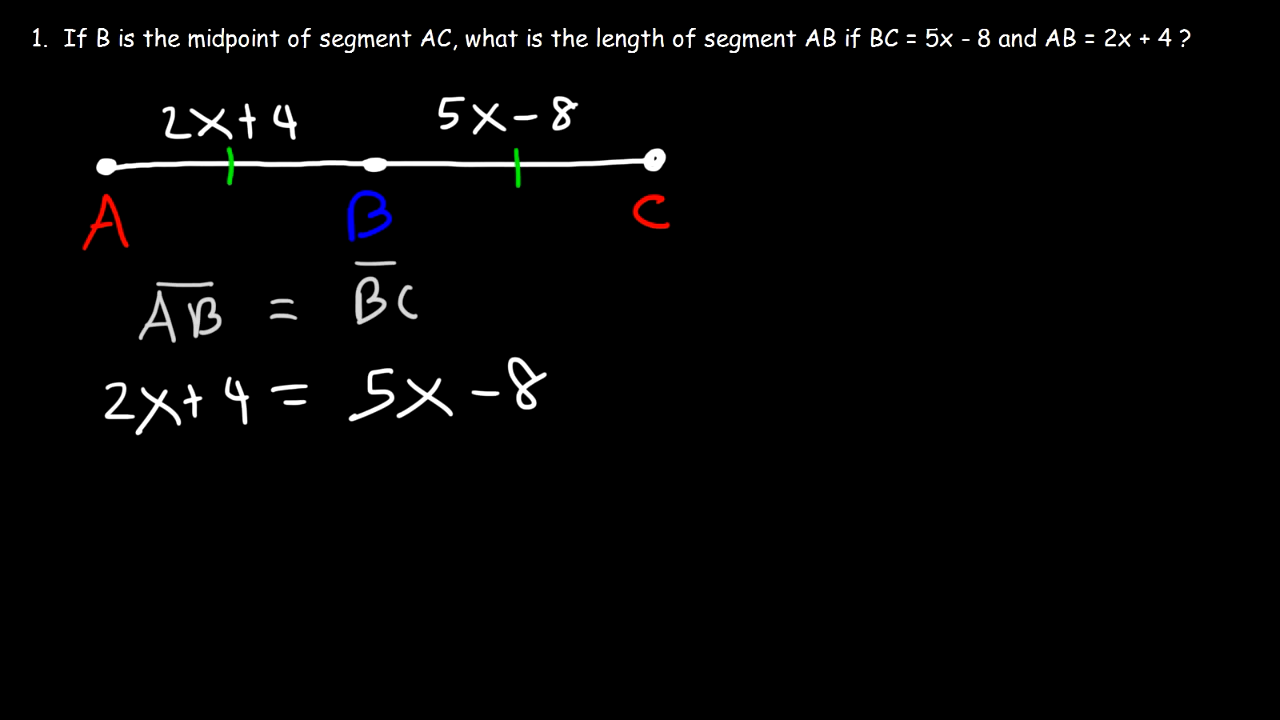 1. If B is the midpoint of segment AC, what is the length of segment AB if BC = 5x - 8 and AB = 2x + 4 ?
2x+4 5x-8
A B C
AB = BC
2x+4 = 5x-8